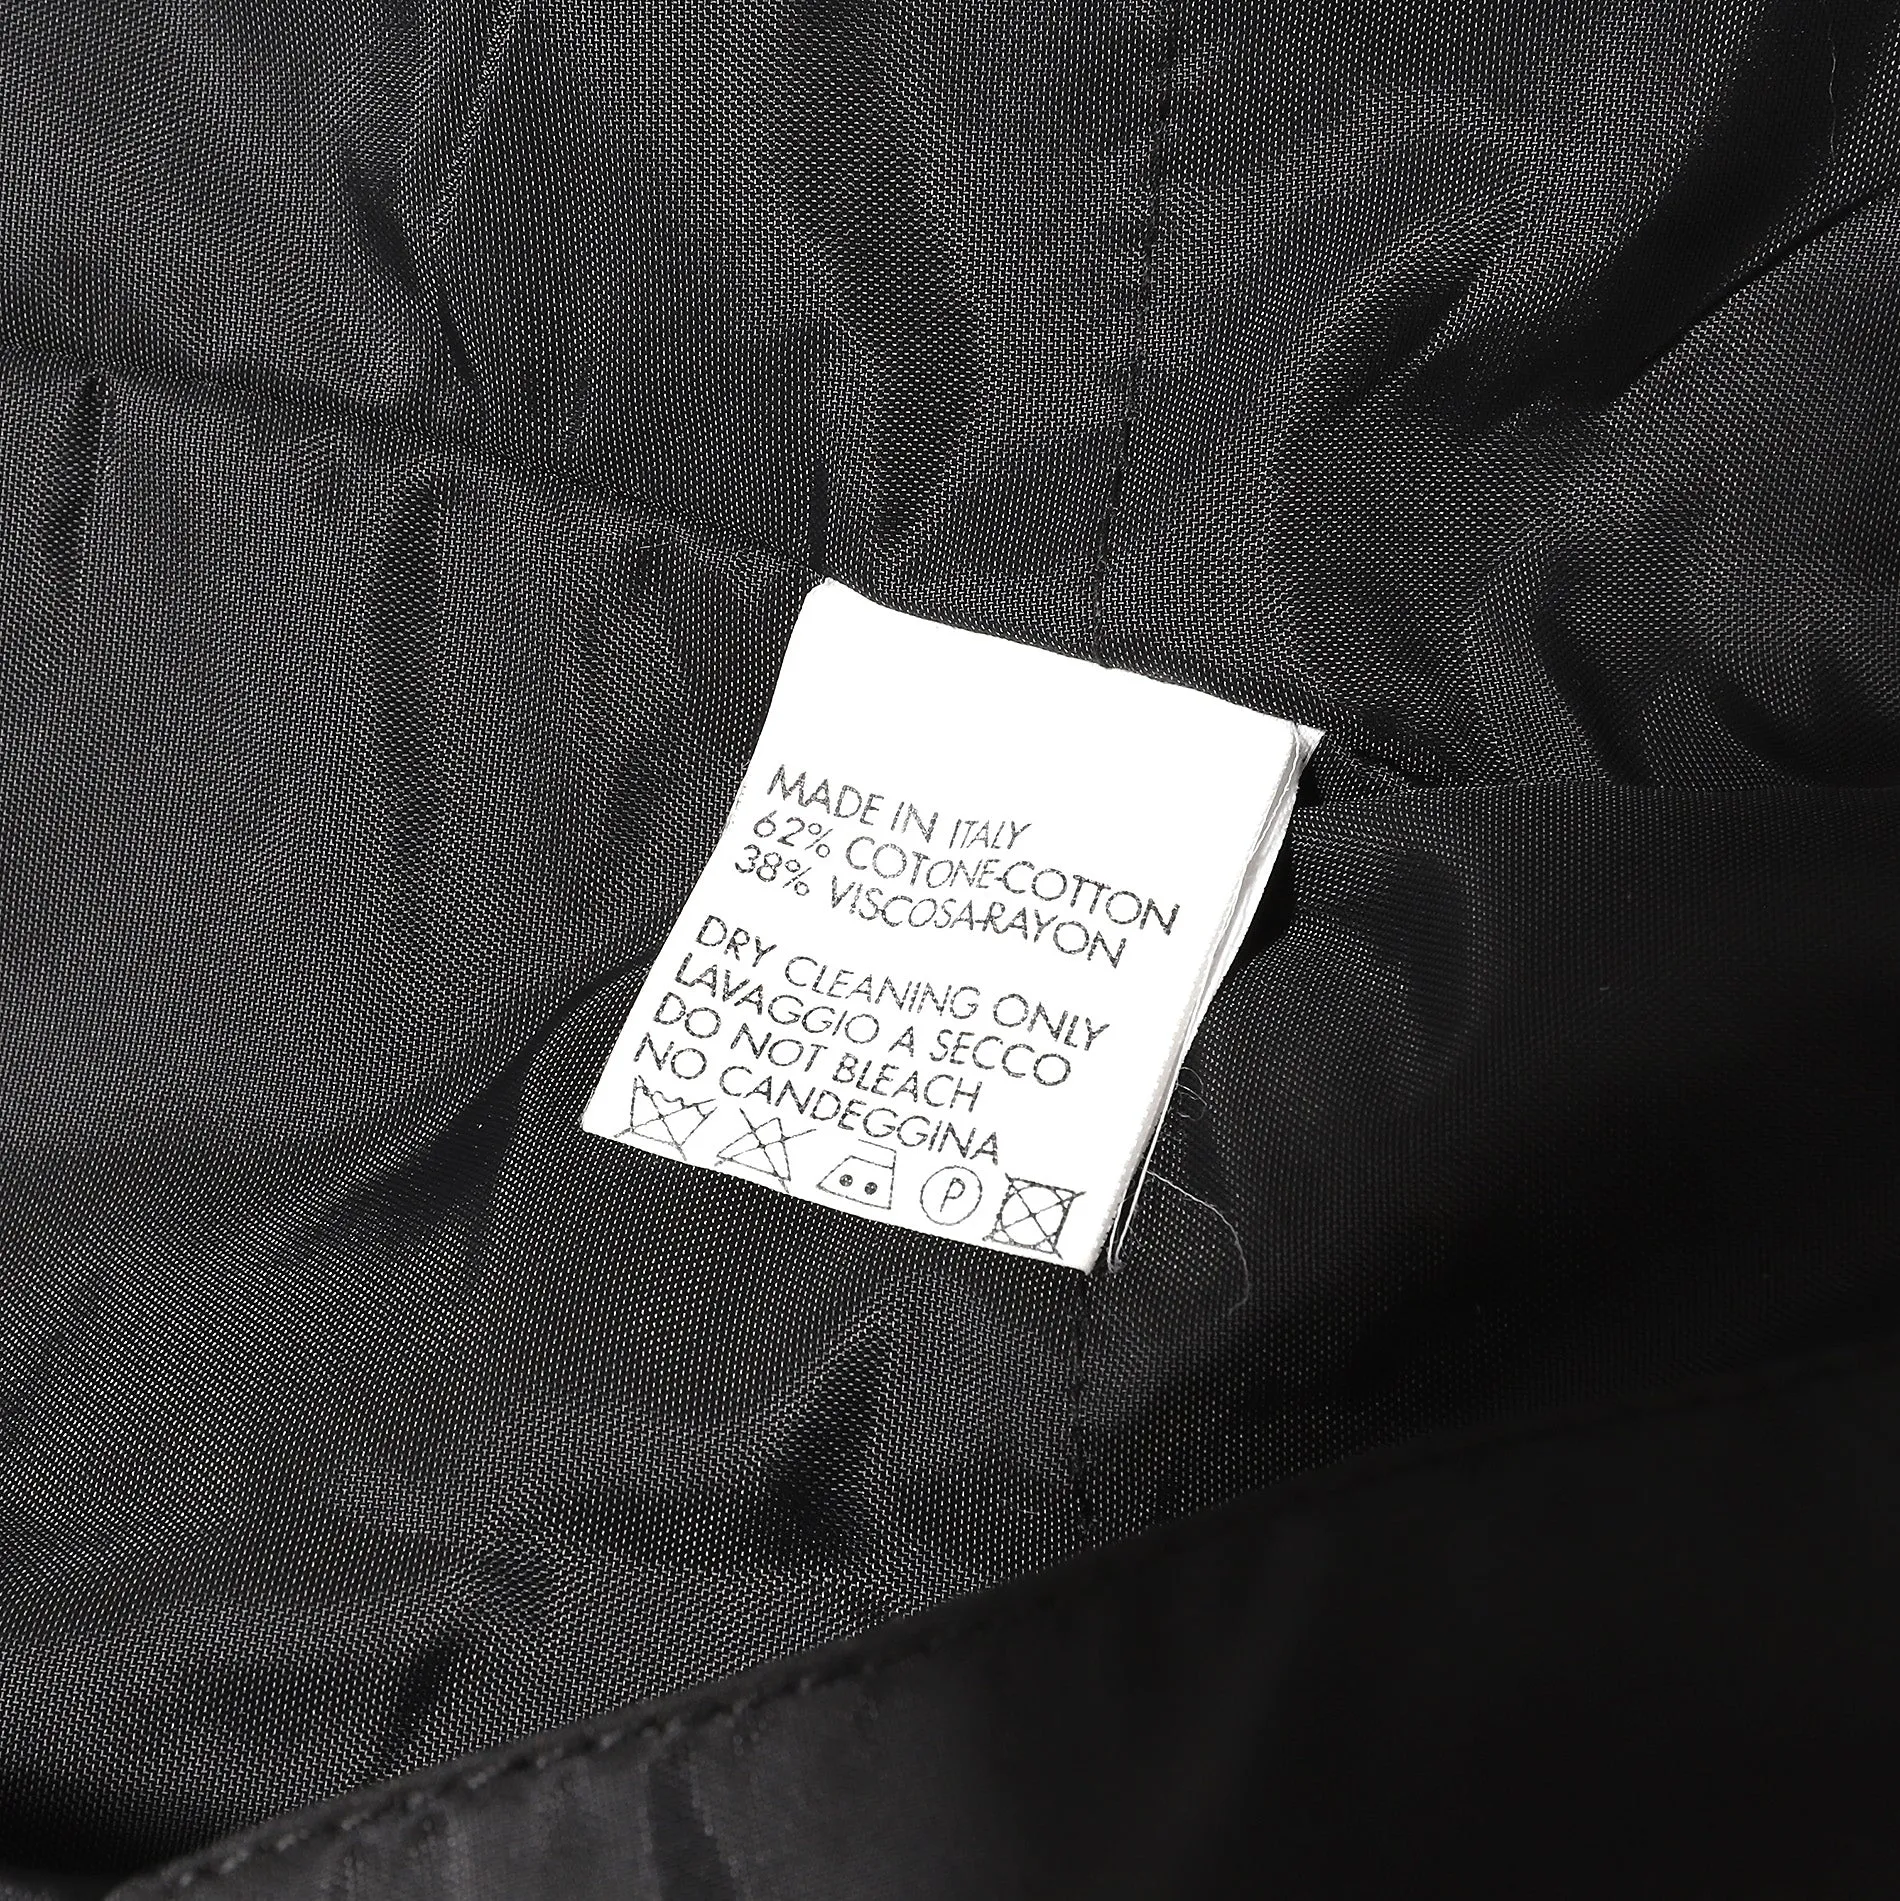 MADE IN ITALY
62% COTONE-COTTON
38% VISCOSA-RAYON
DRY CLEANING ONLY
LAVAGGIO A SECCO
DO NOT BLEACH
NO CANDEGGINA
P